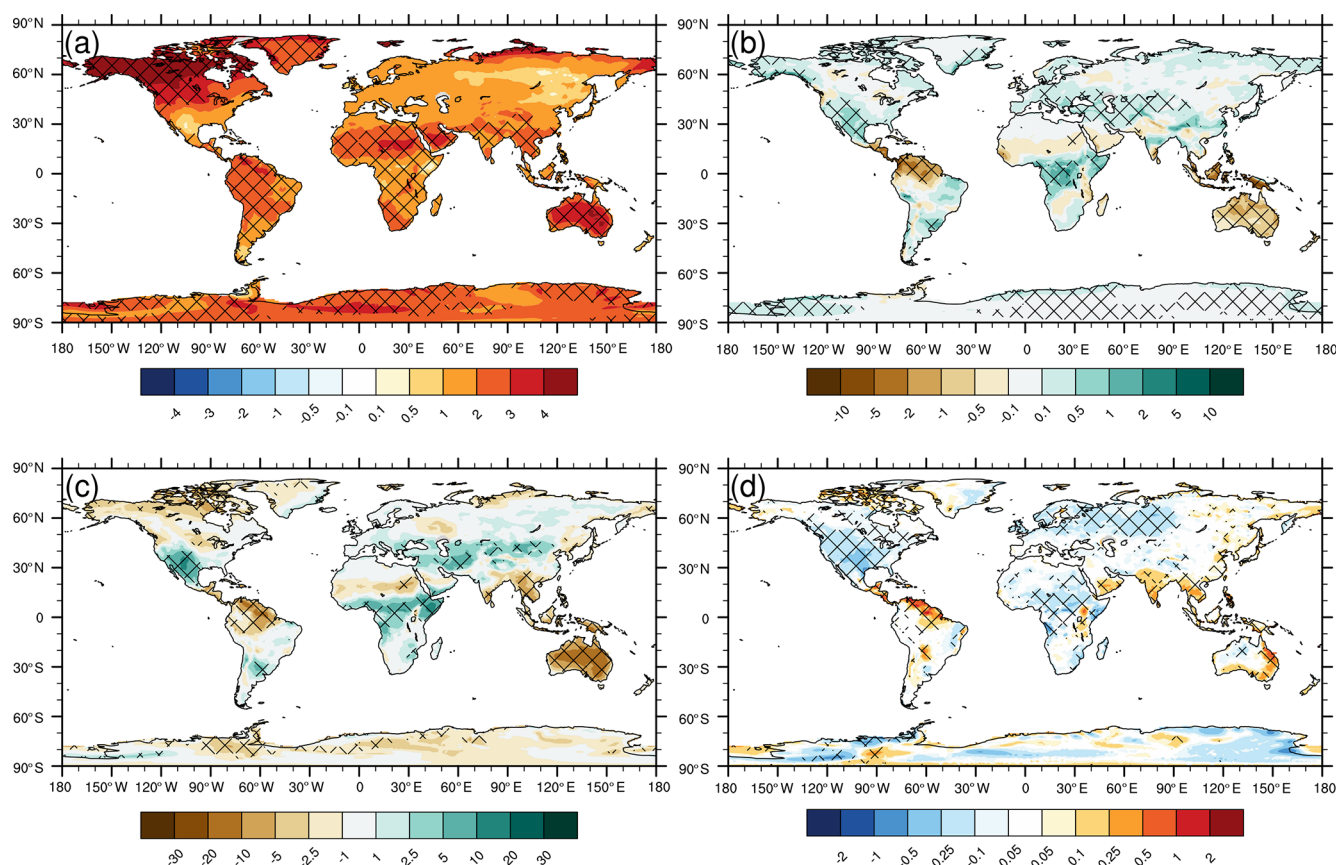 (a)
90°N
60°N
30°N
0
30°S
60°S
90°S
180 150°W 120°W 90°W 60°W 30°W 0 30°E 60°E 90°E 120°E 150°E 180
-4 -3 -2 -1 -0.5 -0.1 0.1 0.5 1 2 3 4
(b)
90°N
60°N
30°N
0
30°S
60°S
90°S
180 150°W 120°W 90°W 60°W 30°W 0 30°E 60°E 90°E 120°E 150°E 180
-10 -5 -2 -1 -0.5 -0.1 0.1 0.5 1 2 5 10
(c)
90°N
60°N
30°N
0
30°S
60°S
90°S
180 150°W 120°W 90°W 60°W 30°W 0 30°E 60°E 90°E 120°E 150°E 180
-30 -20 -10 -5 -2.5 -1 1 2.5 5 10 20 30
(d)
90°N
60°N
30°N
0
30°S
60°S
90°S
180 150°W 120°W 90°W 60°W 30°W 0 30°E 60°E 90°E 120°E 150°E 180
-2 -1 -0.5 0.25 -0.1 0.05 0.05 0.1 0.25 0.5 1 2